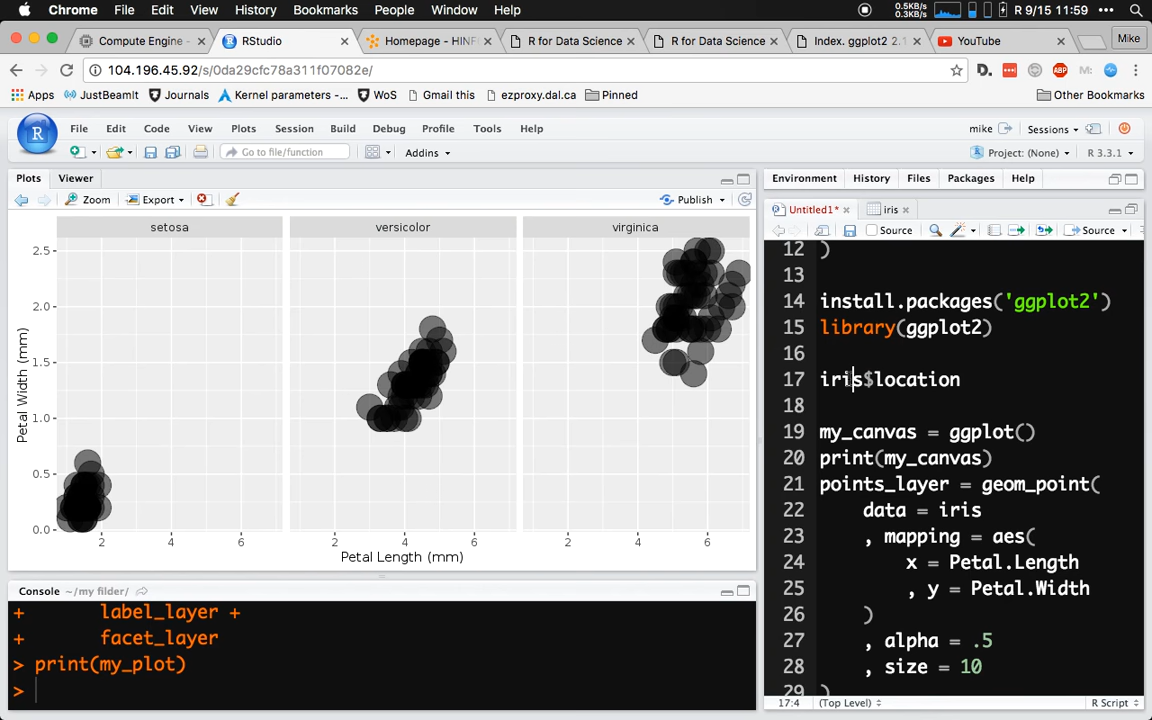 Chrome File Edit View History Bookmarks People Window Help 0.5KB/s 0.3KB/s R 9/15 11:59
Compute Engine - RStudio Homepage - HINF R for Data Science R for Data Science Index. ggplot2 2.1 YouTube Mike
104.196.45.92/s/0da29cfc78a311f07082e/ D. ABP M:
Apps JustBeamIt Journals Kernel parameters -... WoS Gmail this ezproxy.dal.ca Pinned Other Bookmarks
R File Edit Code View Plots Session Build Debug Profile Tools Help mike Sessions
Go to file/function Addins Project: (None) R 3.3.1
Plots Viewer
Zoom Export Publish
setosa versicolor virginica
2.5
2.0
1.5
1.0
0.5
0.0
Petal Width (mm)
2 4 6 2 4 6 2 4 6
Petal Length (mm)
Console ~/my filder/
+ label_layer +
+ facet_layer
> print(my_plot)
>
Environment History Files Packages Help
Untitled1* iris
Source Source
12 )
13
14 install.packages('ggplot2')
15 library(ggplot2)
16
17 iris$location
18
19 my_canvas = ggplot()
20 print(my_canvas)
21 points_layer = geom_point(
22 data = iris
23 , mapping = aes(
24 x = Petal.Length
25 , y = Petal.Width
26 )
27 , alpha = .5
28 , size = 10
29 )
17:4 (Top Level) R Script